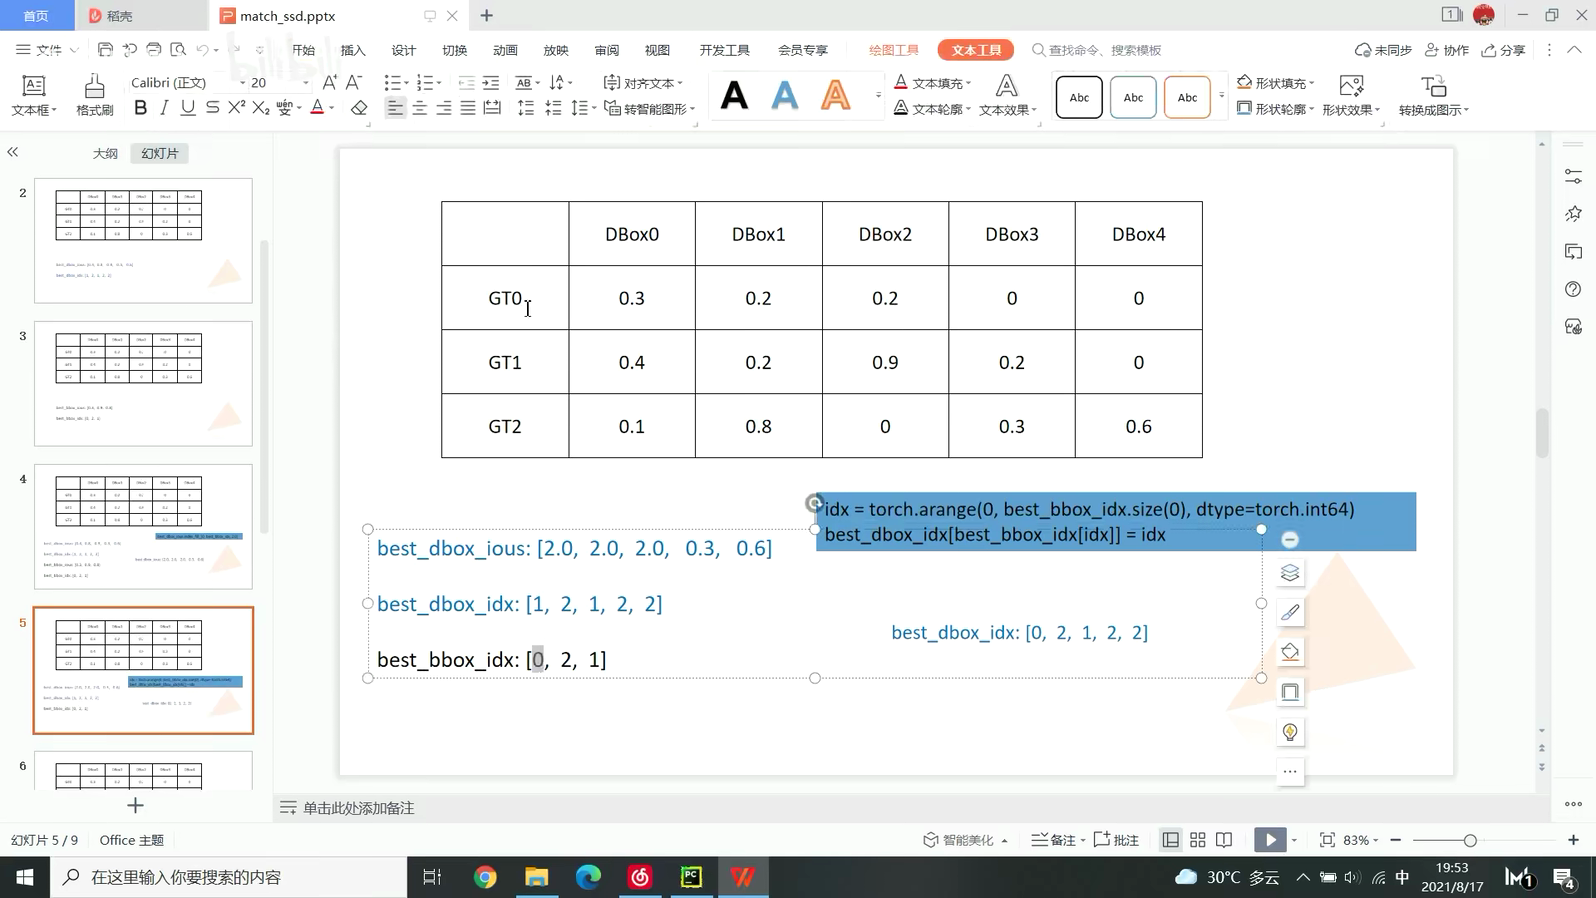 首页
稻壳
match_ssd.pptx
文件
开始 插入 设计 切换 动画 放映 审阅 视图 开发工具 会员专享 绘图工具 文本工具 查找命令、搜索模板
未同步 协作 分享
文本框 格式刷 Calibri (正文) 20
对齐文本 转智能图形
A A A
文本填充 文本轮廓 文本效果
Abc Abc Abc
形状填充 形状轮廓 形状效果 转换成图示
大纲 幻灯片
2
3
4
5
6
DBox0 DBox1 DBox2 DBox3 DBox4
GT0 0.3 0.2 0.2 0 0
GT1 0.4 0.2 0.9 0.2 0
GT2 0.1 0.8 0 0.3 0.6
idx = torch.arange(0, best_bbox_idx.size(0), dtype=torch.int64)
best_dbox_idx[best_bbox_idx[idx]] = idx
best_dbox_ious: [2.0, 2.0, 2.0, 0.3, 0.6]
best_dbox_idx: [1, 2, 1, 2, 2]
best_dbox_idx: [0, 2, 1, 2, 2]
best_bbox_idx: [0, 2, 1]
单击此处添加备注
幻灯片 5 / 9 Office 主题
智能美化 备注 批注 83%
在这里输入你要搜索的内容
30°C 多云
中
19:53
2021/8/17